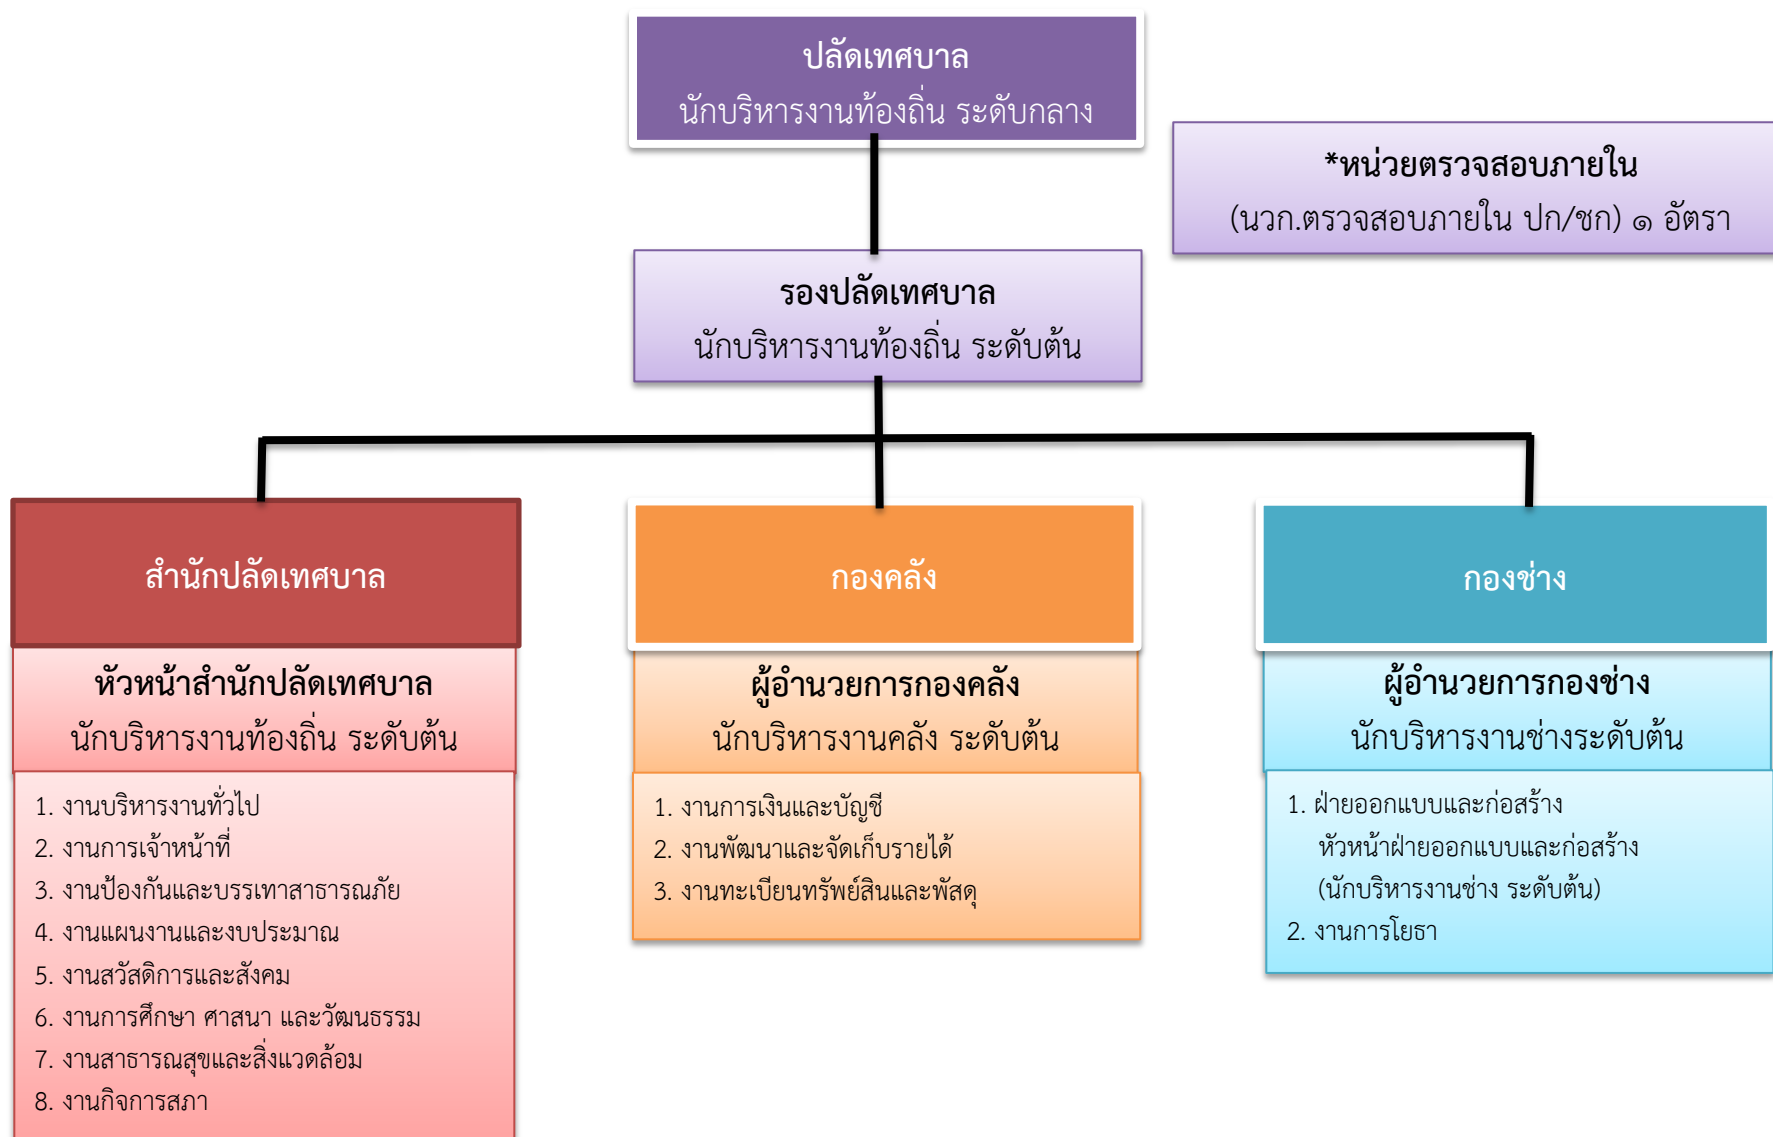 ปลัดเทศบาล
นักบริหารงานท้องถิ่น ระดับกลาง
*หน่วยตรวจสอบภายใน
(นวก.ตรวจสอบภายใน ปก/ชก) ๑ อัตรา
รองปลัดเทศบาล
นักบริหารงานท้องถิ่น ระดับต้น
สำนักปลัดเทศบาล
หัวหน้าสำนักปลัดเทศบาล
นักบริหารงานท้องถิ่น ระดับต้น
1. งานบริหารงานทั่วไป
2. งานการเจ้าหน้าที่
3. งานป้องกันและบรรเทาสาธารณภัย
4. งานแผนงานและงบประมาณ
5. งานสวัสดิการและสังคม
6. งานการศึกษา ศาสนา และวัฒนธรรม
7. งานสาธารณสุขและสิ่งแวดล้อม
8. งานกิจการสภา
กองคลัง
ผู้อำนวยการกองคลัง
นักบริหารงานคลัง ระดับต้น
1. งานการเงินและบัญชี
2. งานพัฒนาและจัดเก็บรายได้
3. งานทะเบียนทรัพย์สินและพัสดุ
กองช่าง
ผู้อำนวยการกองช่าง
นักบริหารงานช่างระดับต้น
1. ฝ่ายออกแบบและก่อสร้าง
หัวหน้าฝ่ายออกแบบและก่อสร้าง
(นักบริหารงานช่าง ระดับต้น)
2. งานการโยธา